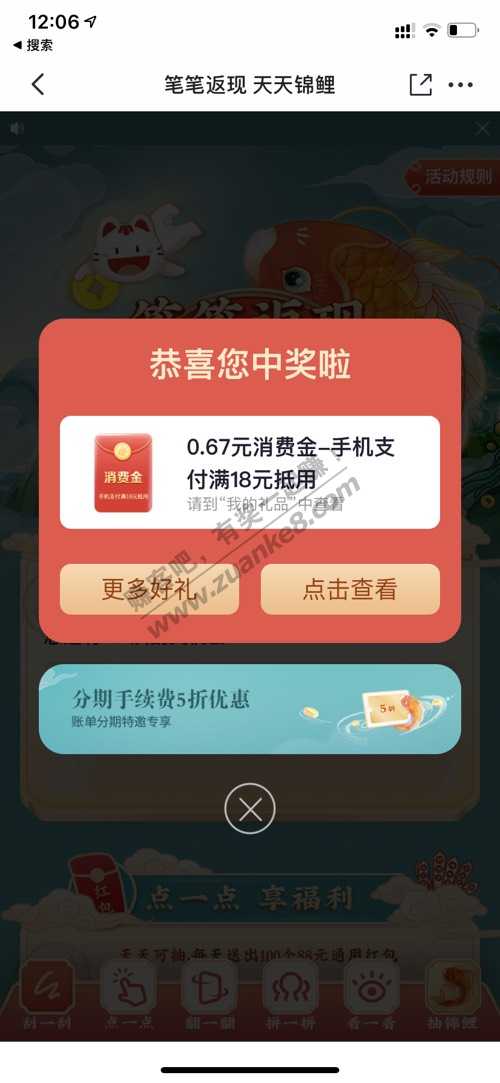 12:06
搜索
笔笔返现 天天锦鲤
活动规则
笔笔返现
恭喜您中奖啦
消费金
手机支付满18元抵用
0.67元消费金-手机支
付满18元抵用
请到“我的礼品”中查看
赚客吧，有奖一起赚！
www.zuanke8.com
更多好礼
点击查看
分期手续费5折优惠
账单分期特邀专享
5折
红包
点一点 享福利
天天可抽,每天送出100个88元通用红包
刮一刮
点一点
翻一翻
拼一拼
看一看
抽锦鲤